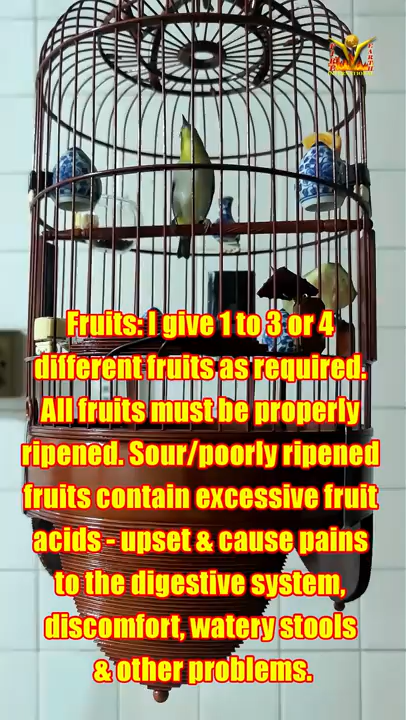 Fruits: I give 1 to 3 or 4
different fruits as required.
All fruits must be properly
ripened. Sour/poorly ripened
fruits contain excessive fruit
acids - upset & cause pains
to the digestive system,
discomfort, watery stools
& other problems.